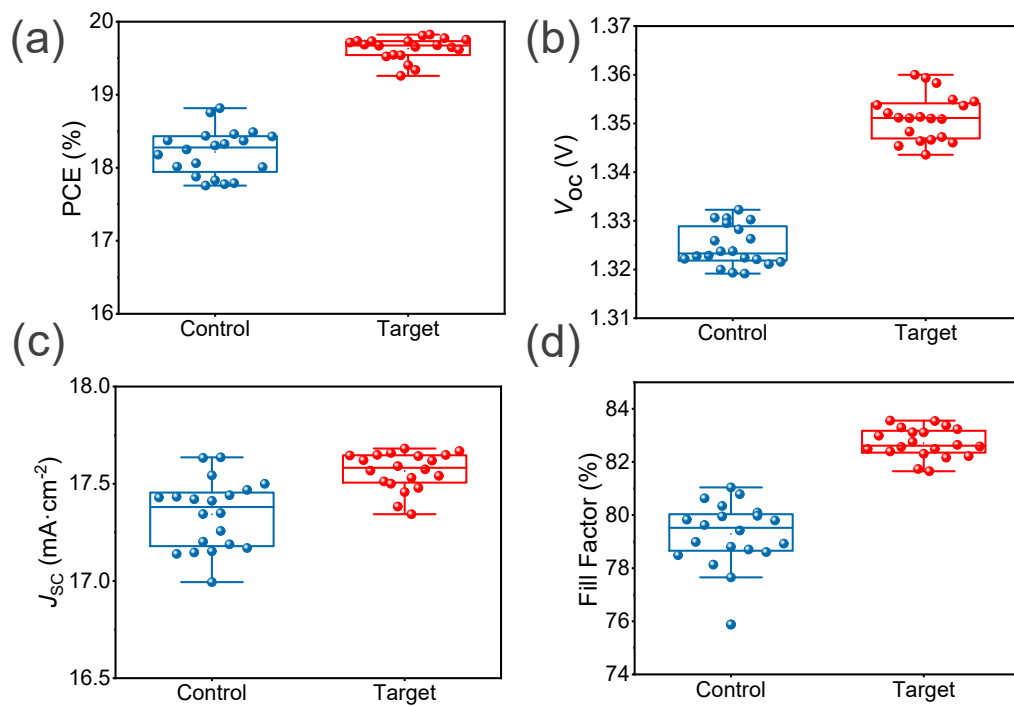 (a)
PCE (%)
20
19
18
17
16
Control
Target
(b)
V_OC (V)
1.37
1.36
1.35
1.34
1.33
1.32
1.31
Control
Target
(c)
J_SC (mA·cm⁻²)
18.0
17.5
17.0
16.5
Control
Target
(d)
Fill Factor (%)
84
82
80
78
76
74
Control
Target